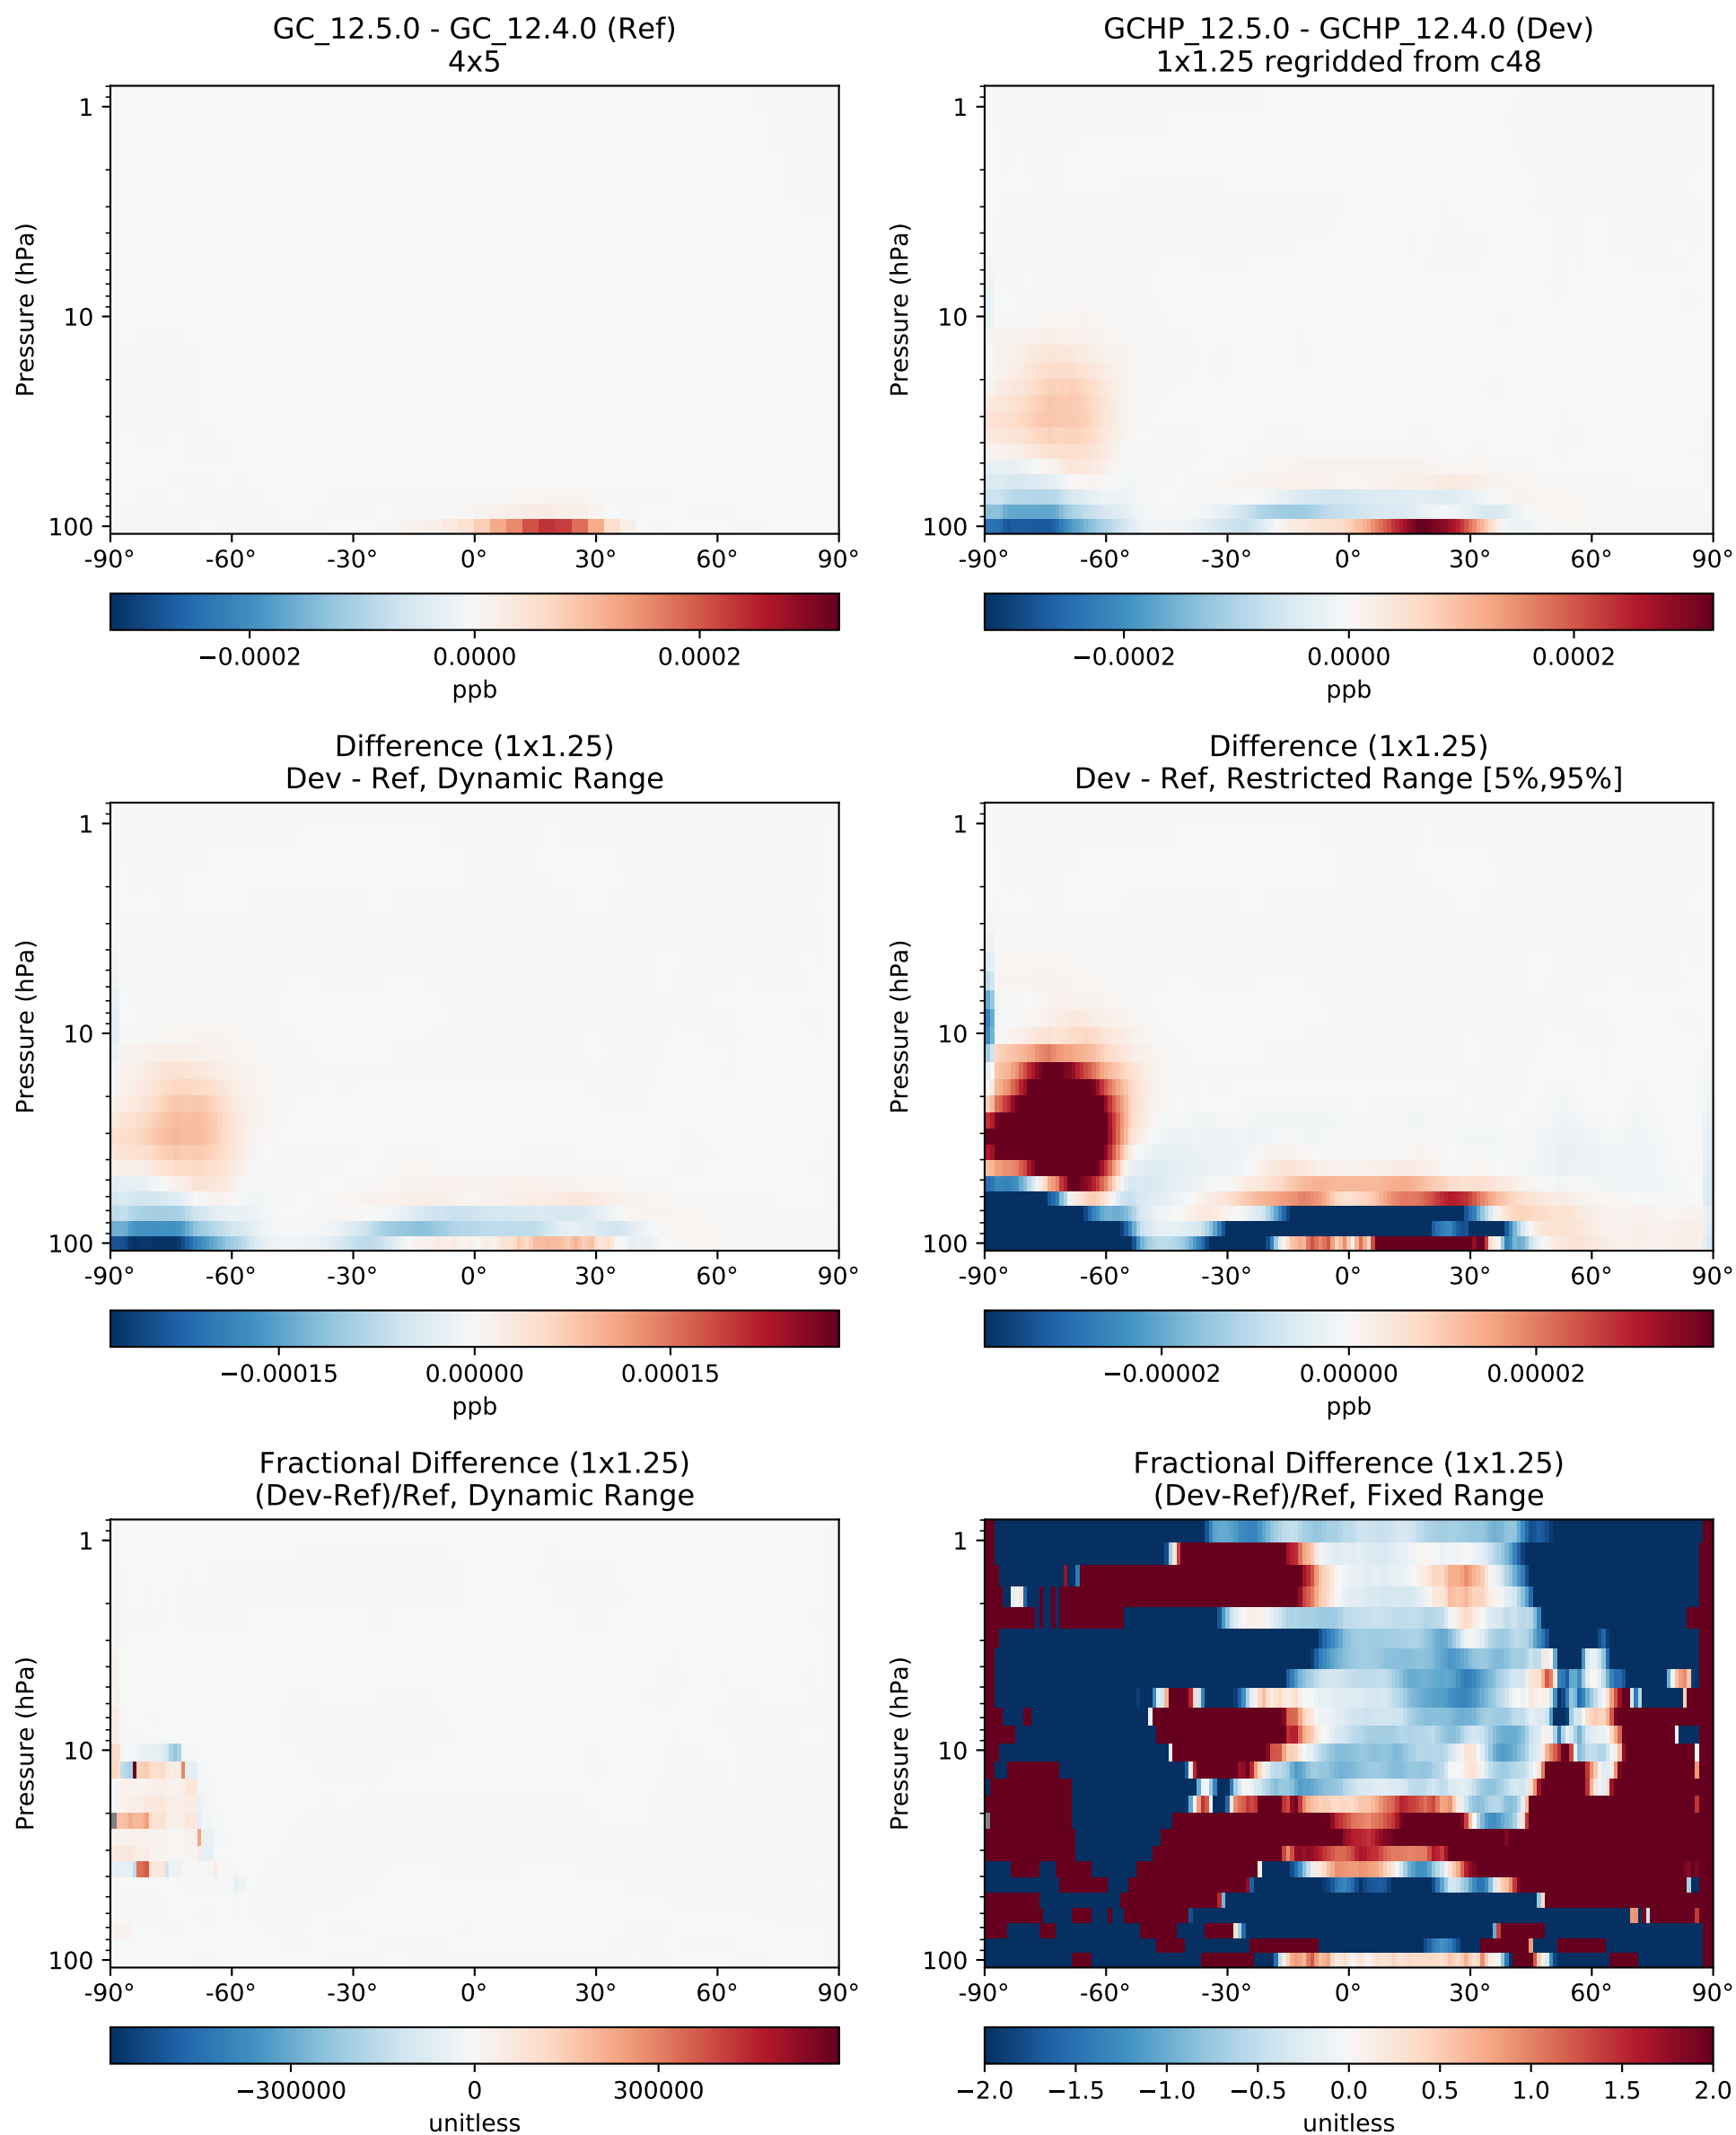 GC_12.5.0 - GC_12.4.0 (Ref)
4x5
Pressure (hPa)
1
10
100
-90° -60° -30° 0° 30° 60° 90°
−0.0002 0.0000 0.0002
ppb
GCHP_12.5.0 - GCHP_12.4.0 (Dev)
1x1.25 regridded from c48
Pressure (hPa)
1
10
100
-90° -60° -30° 0° 30° 60° 90°
−0.0002 0.0000 0.0002
ppb
Difference (1x1.25)
Dev - Ref, Dynamic Range
Pressure (hPa)
1
10
100
-90° -60° -30° 0° 30° 60° 90°
−0.00015 0.00000 0.00015
ppb
Difference (1x1.25)
Dev - Ref, Restricted Range [5%,95%]
Pressure (hPa)
1
10
100
-90° -60° -30° 0° 30° 60° 90°
−0.00002 0.00000 0.00002
ppb
Fractional Difference (1x1.25)
(Dev-Ref)/Ref, Dynamic Range
Pressure (hPa)
1
10
100
-90° -60° -30° 0° 30° 60° 90°
−300000 0 300000
unitless
Fractional Difference (1x1.25)
(Dev-Ref)/Ref, Fixed Range
Pressure (hPa)
1
10
100
-90° -60° -30° 0° 30° 60° 90°
−2.0 −1.5 −1.0 −0.5 0.0 0.5 1.0 1.5 2.0
unitless